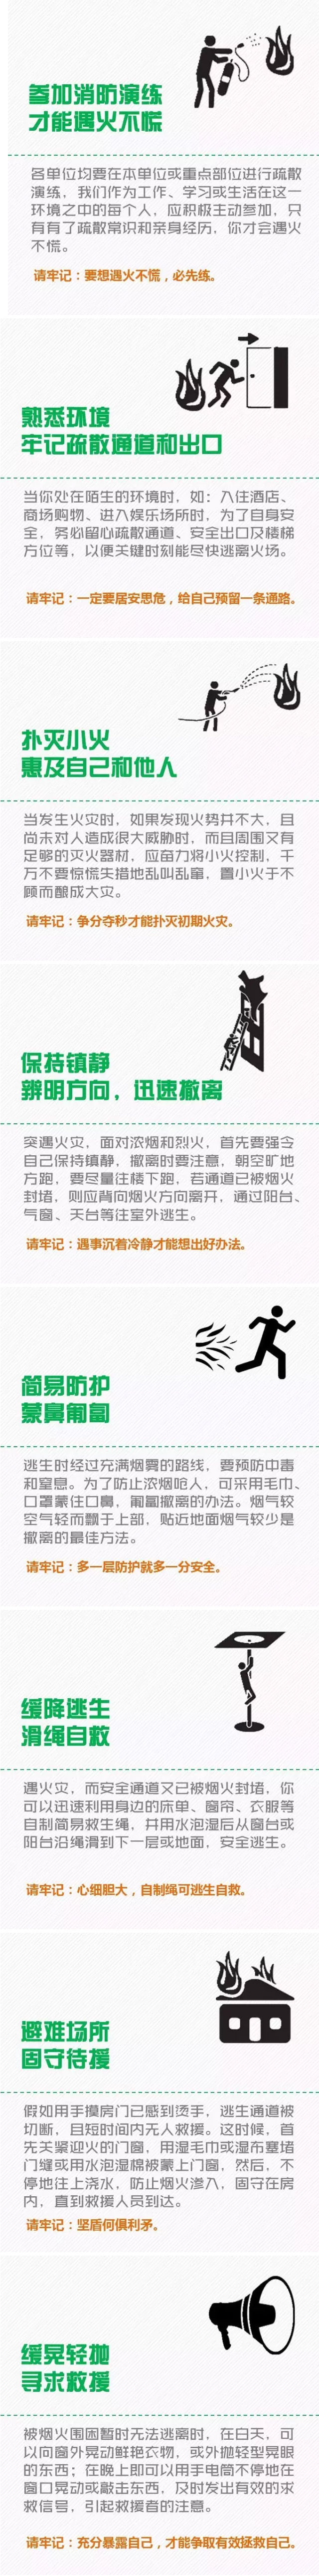 参加消防演练
才能遇火不慌
各单位均要在本单位或重点部位进行疏散
演练，我们作为工作、学习或生活在这一
环境之中的每个人，应积极主动参加，只
有有了疏散常识和亲身经历，你才会遇火
不慌。
请牢记：要想遇火不慌，必先练。
熟悉环境
牢记疏散通道和出口
当你处在陌生的环境时，如：入住酒店、
商场购物、进入娱乐场所时，为了自身安
全，务必留心疏散通道、安全出口及楼梯
方位等，以便关键时刻能尽快逃离火场。
请牢记：一定要居安思危，给自己预留一条通路。
扑灭小火
惠及自己和他人
当发生火灾时，如果发现火势并不大，且
尚未对人造成很大威胁时，而且周围又有
足够的灭火器材，应奋力将小火控制，千
万不要惊慌失措地乱叫乱窜，置小火于不
顾而酿成大灾。
请牢记：争分夺秒才能扑灭初期火灾。
保持镇静
辨明方向，迅速撤离
突遇火灾，面对浓烟和烈火，首先要强令
自己保持镇静，撤离时要注意，朝空旷地
方跑，要尽量往楼下跑，若通道已被烟火
封堵，则应背向烟火方向离开，通过阳台、
气窗、天台等往室外逃生。
请牢记：遇事沉着冷静才能想出好办法。
简易防护
蒙鼻匍匐
逃生时经过充满烟雾的路线，要预防中毒
和窒息。为了防止浓烟呛人，可采用毛巾、
口罩蒙住口鼻，匍匐撤离的办法。烟气较
空气轻而飘于上部，贴近地面烟气较少是
撤离的最佳方法。
请牢记：多一层防护就多一分安全。
缓降逃生
滑绳自救
遇火灾，而安全通道又已被烟火封堵，你
可以迅速利用身边的床单、窗帘、衣服等
自制简易救生绳，并用水泡湿后从窗台或
阳台沿绳滑到下一层或地面，安全逃生。
请牢记：心细胆大，自制绳可逃生自救。
避难场所
固守待援
假如用手摸房门已感到烫手，逃生通道被
切断，且短时间内无人救援。这时候，首
先关紧迎火的门窗，用湿毛巾或湿布塞堵
门缝或用水泡湿棉被蒙上门窗，然后，不
停地往上浇水，防止烟火渗入，固守在房
内，直到救援人员到达。
请牢记：坚盾何惧利矛。
缓晃轻抛
寻求救援
被烟火围困暂时无法逃离时，在白天，可
以向窗外晃动鲜艳衣物，或外抛轻型晃眼
的东西；在晚上即可以用手电筒不停地在
窗口晃动或敲击东西，及时发出有效的求
救信号，引起救援者的注意。
请牢记：充分暴露自己，才能争取有效拯救自己。